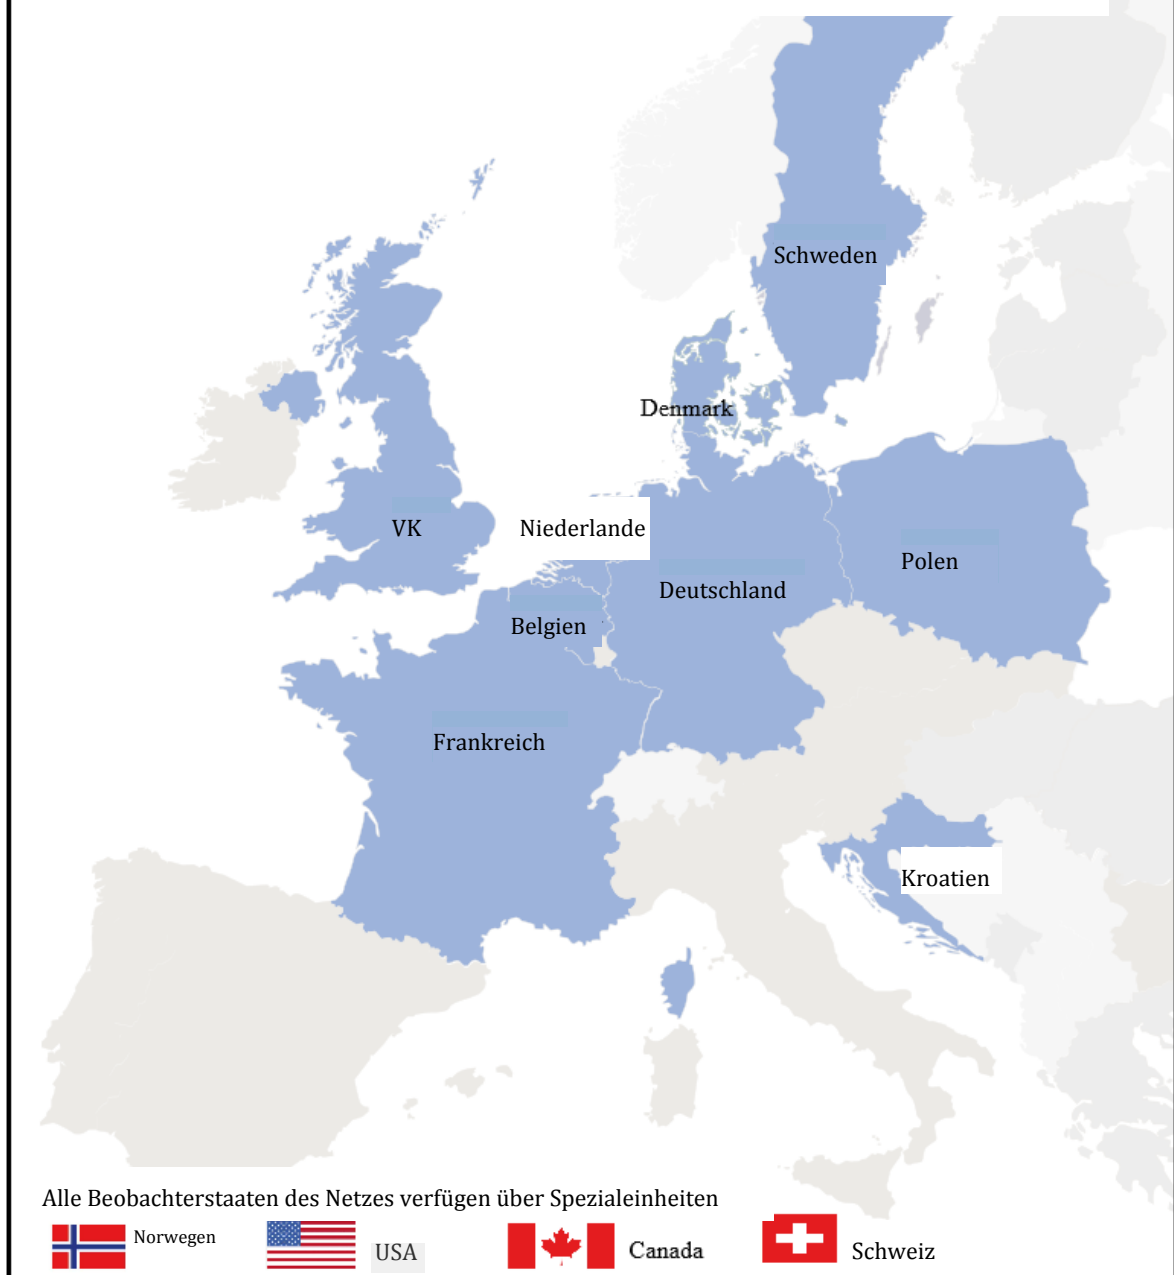 Schweden
Denmark
VK
Niederlande
Polen
Deutschland
Belgien
Frankreich
Kroatien
Alle Beobachterstaaten des Netzes verfügen über Spezialeinheiten
Norwegen
USA
Canada
Schweiz